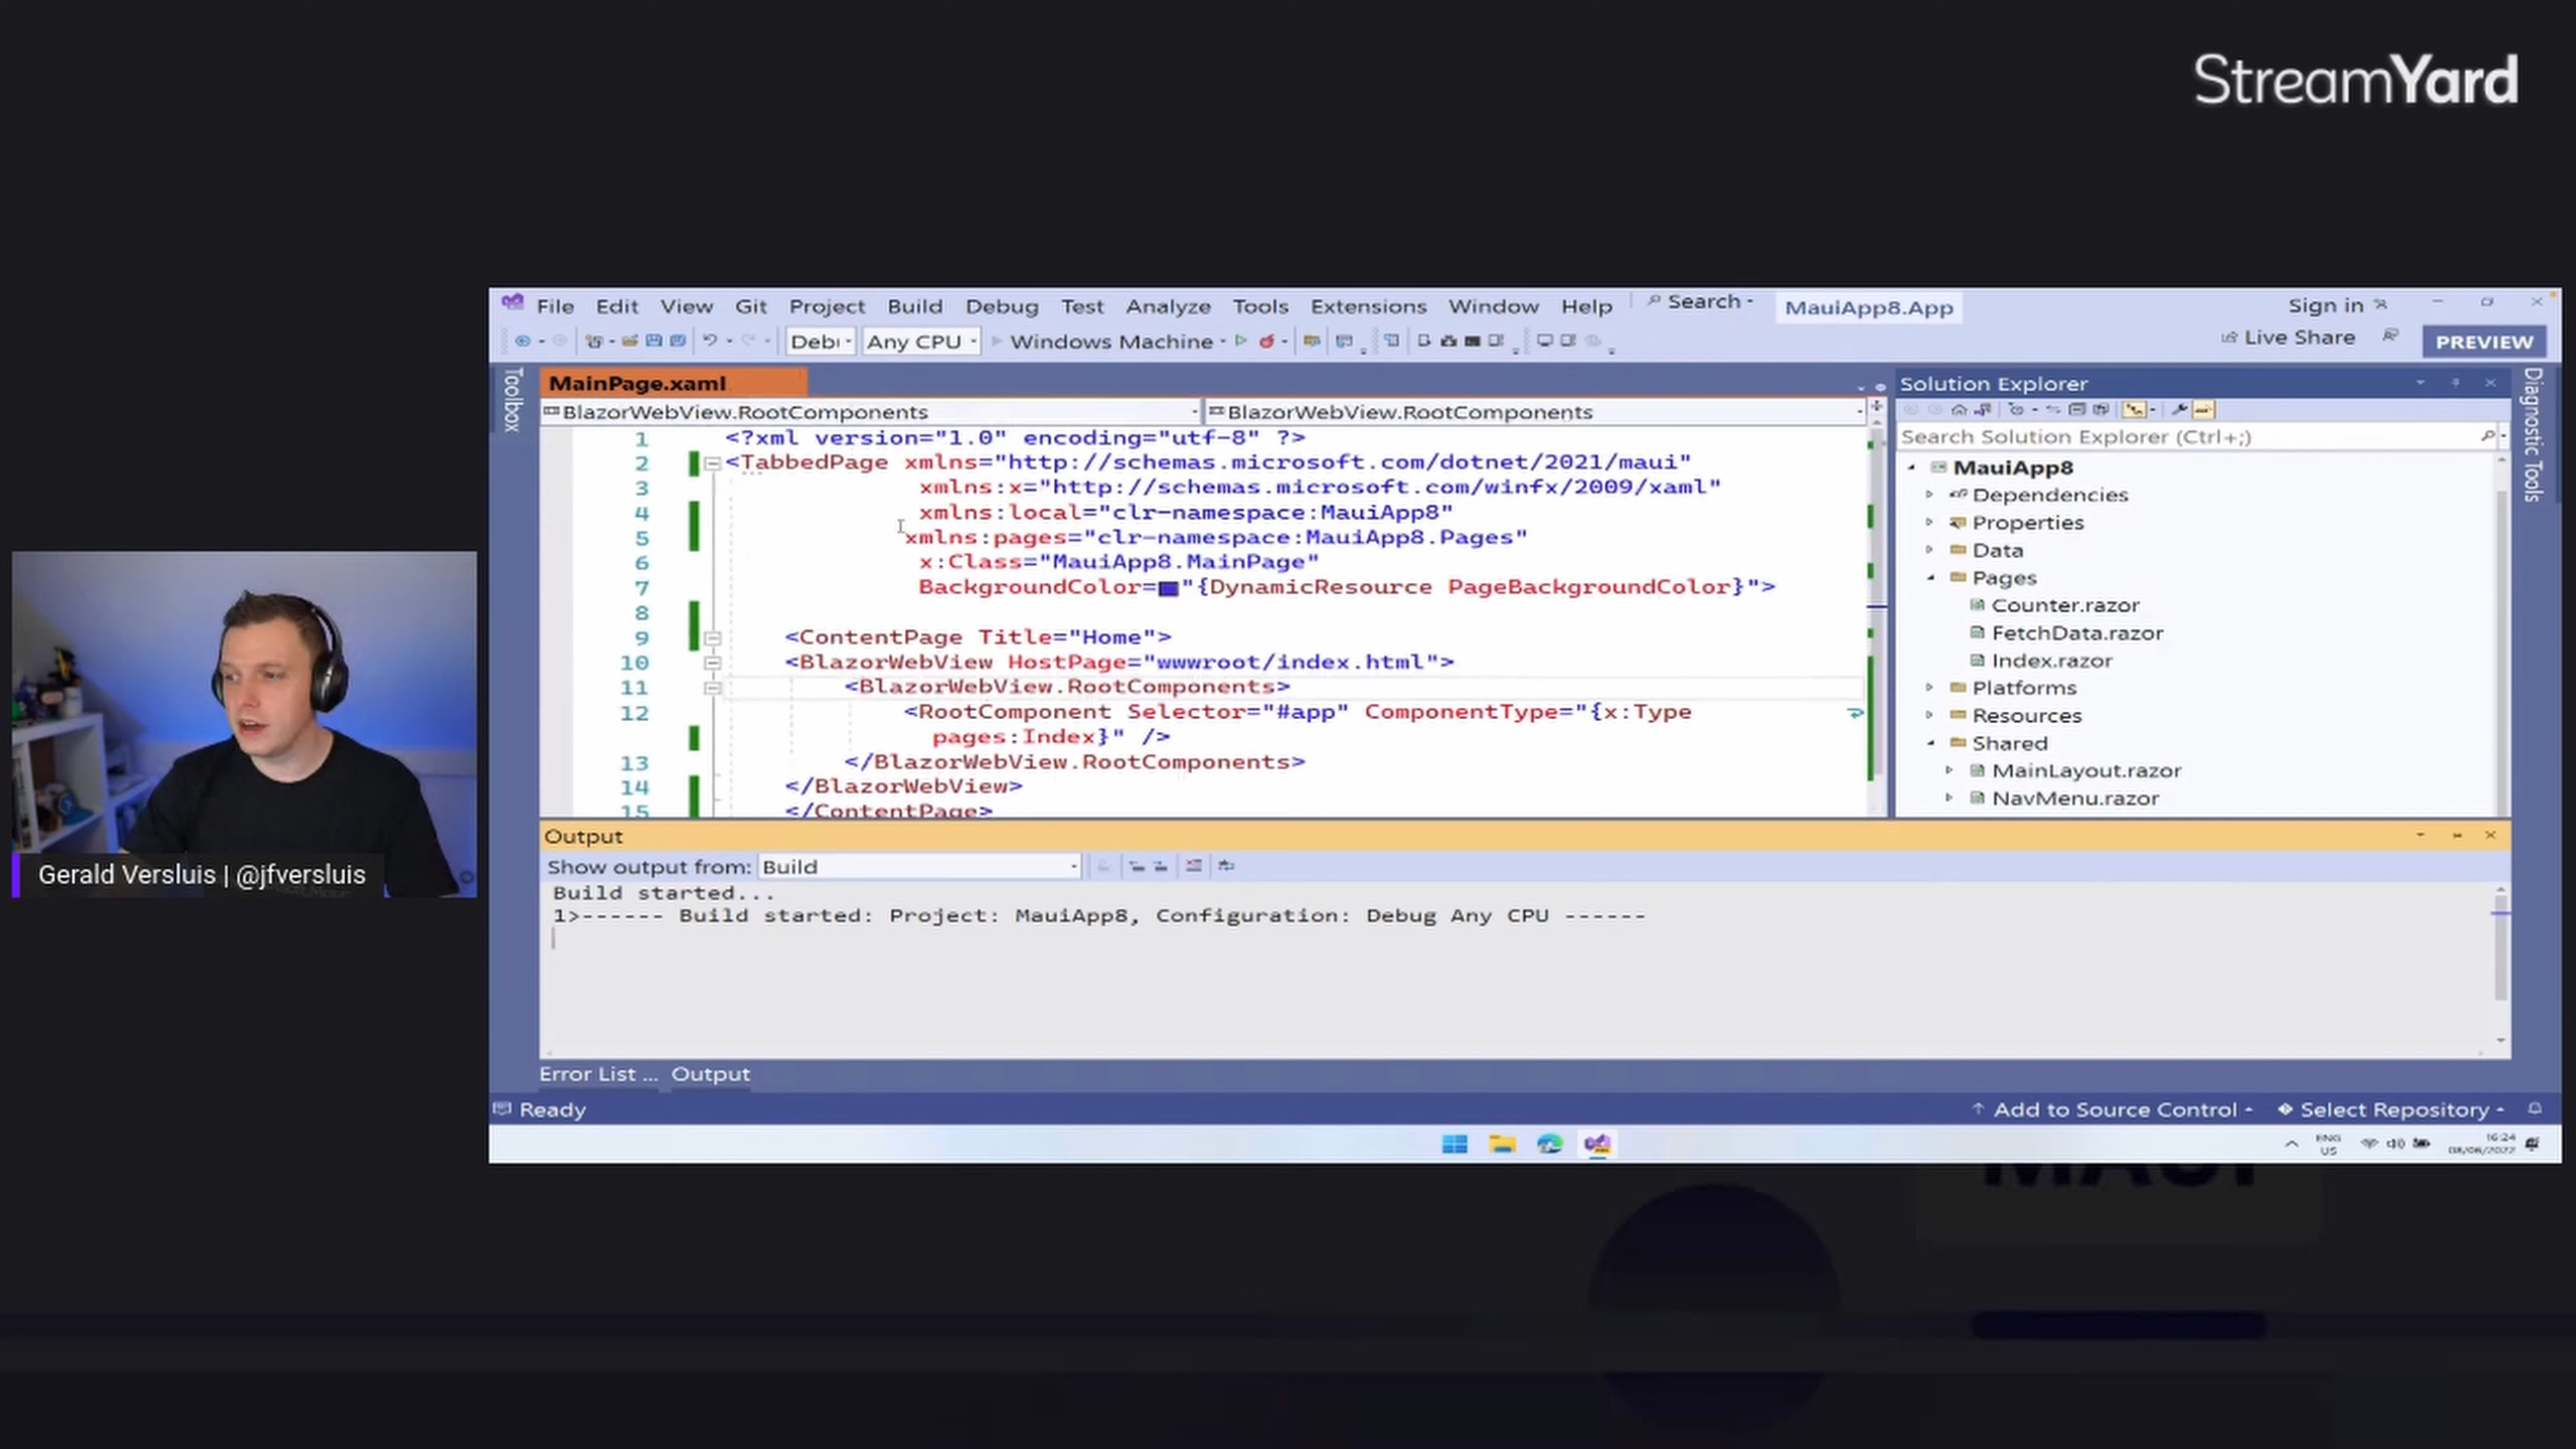 StreamYard
File Edit View Git Project Build Debug Test Analyze Tools Extensions Window Help Search MauiApp8.App Sign in
Any CPU Windows Machine Live Share PREVIEW
Toolbox
MainPage.xaml
BlazorWebView.RootComponents BlazorWebView.RootComponents
1 <?xml version="1.0" encoding="utf-8" ?>
2 <TabbedPage xmlns="http://schemas.microsoft.com/dotnet/2021/maui"
3 xmlns:x="http://schemas.microsoft.com/winfx/2009/xaml"
4 xmlns:local="clr-namespace:MauiApp8"
5 xmlns:pages="clr-namespace:MauiApp8.Pages"
6 x:Class="MauiApp8.MainPage"
7 BackgroundColor="{DynamicResource PageBackgroundColor}">
8
9 <ContentPage Title="Home">
10 <BlazorWebView HostPage="wwwroot/index.html">
11 <BlazorWebView.RootComponents>
12 <RootComponent Selector="#app" ComponentType="{x:Type
pages:Index}" />
13 </BlazorWebView.RootComponents>
14 </BlazorWebView>
15 </ContentPage>
Solution Explorer
Search Solution Explorer (Ctrl+;)
MauiApp8
Dependencies
Properties
Data
Pages
Counter.razor
FetchData.razor
Index.razor
Platforms
Resources
Shared
MainLayout.razor
NavMenu.razor
Diagnostic Tools
Output
Show output from: Build
Build started...
1>------ Build started: Project: MauiApp8, Configuration: Debug Any CPU ------
Error List ... Output
Ready Add to Source Control Select Repository
ENG
US
16:24
08/06/2022
Gerald Versluis | @jfversluis
MAUI